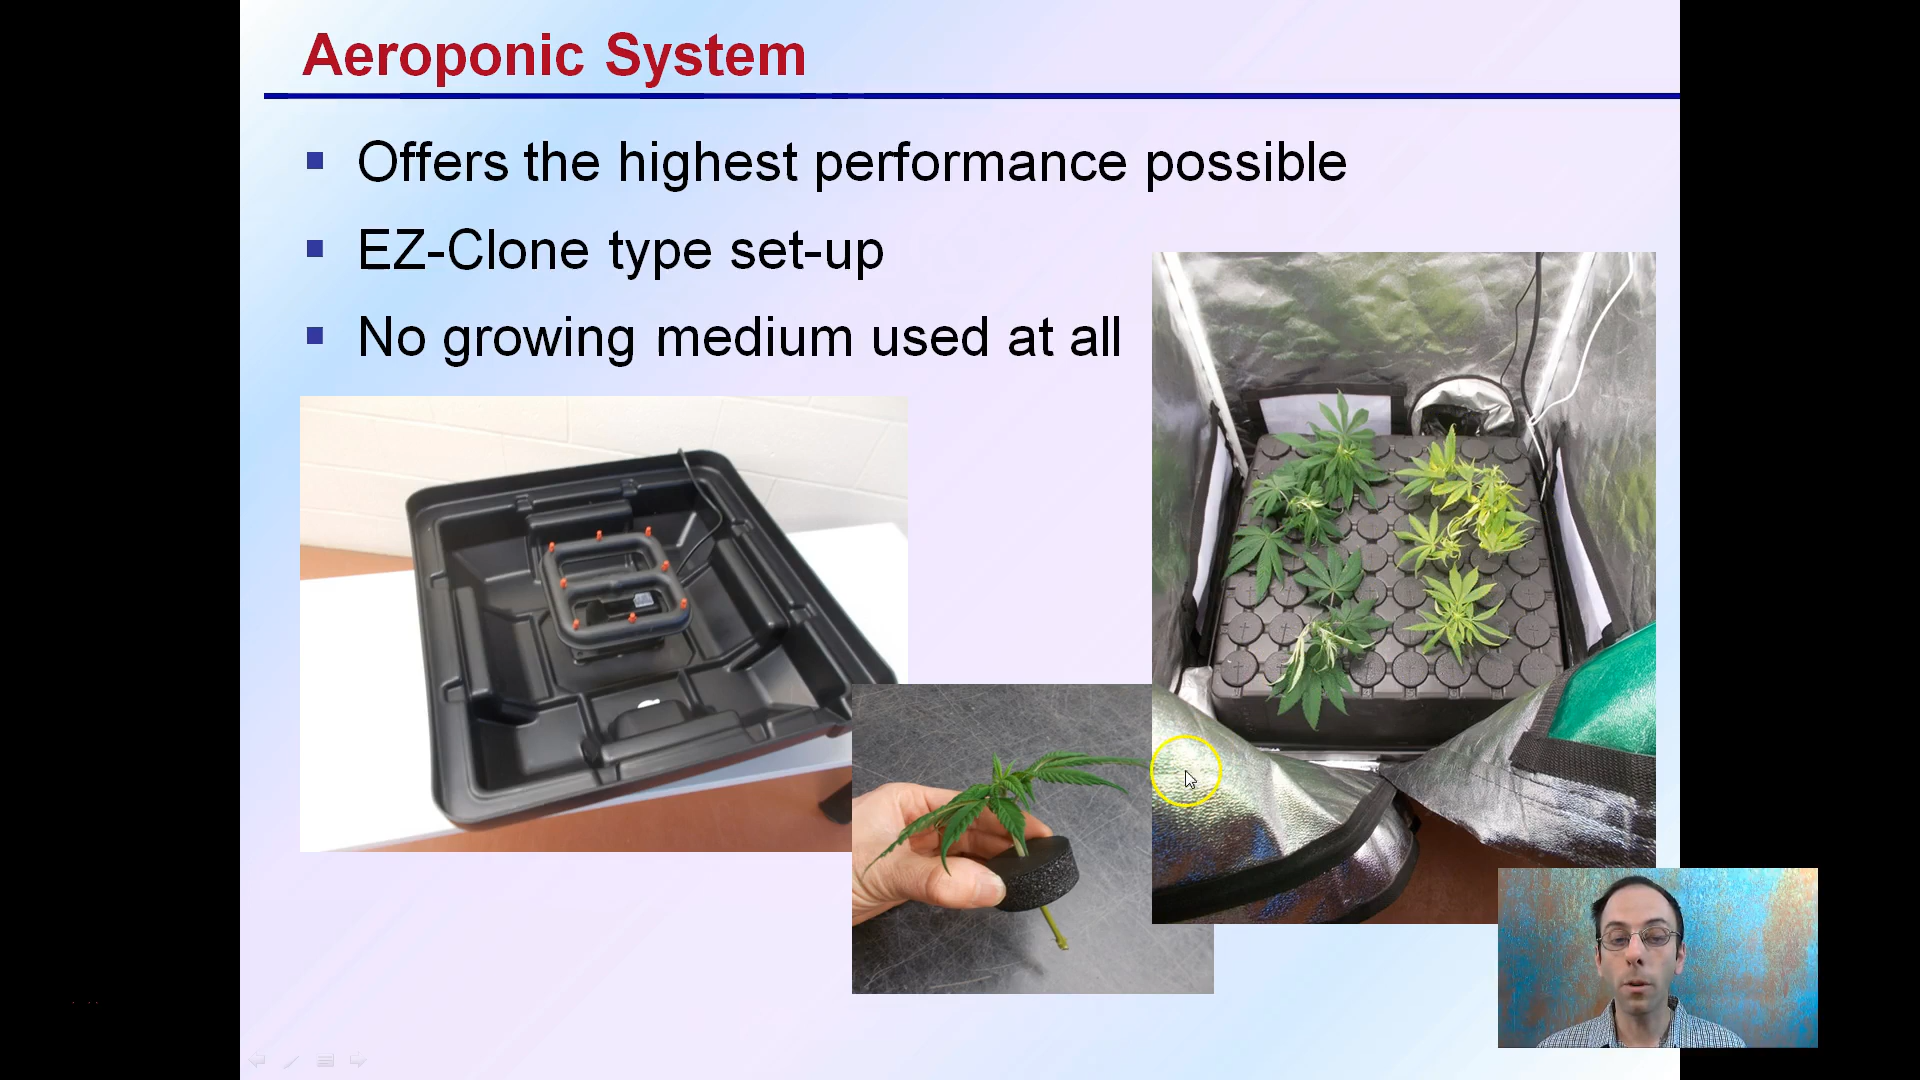 Aeroponic System
Offers the highest performance possible
EZ-Clone type set-up
No growing medium used at all